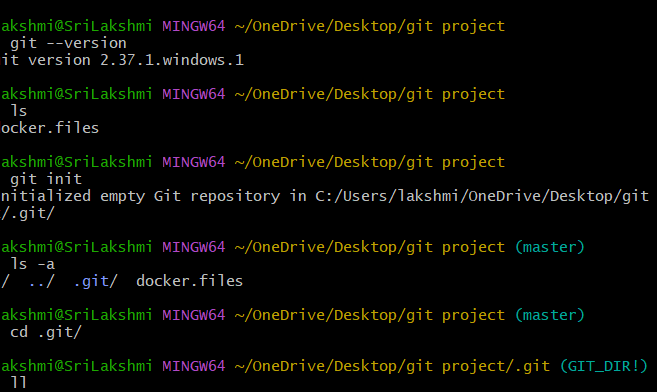 akshmi@SriLakshmi MINGW64 ~/OneDrive/Desktop/git project
git --version
it version 2.37.1.windows.1
akshmi@SriLakshmi MINGW64 ~/OneDrive/Desktop/git project
ls
ocker.files
akshmi@SriLakshmi MINGW64 ~/OneDrive/Desktop/git project
git init
nitialized empty Git repository in C:/Users/lakshmi/OneDrive/Desktop/git
/.git/
akshmi@SriLakshmi MINGW64 ~/OneDrive/Desktop/git project (master)
ls -a
/ ../ .git/ docker.files
akshmi@SriLakshmi MINGW64 ~/OneDrive/Desktop/git project (master)
cd .git/
akshmi@SriLakshmi MINGW64 ~/OneDrive/Desktop/git project/.git (GIT_DIR!)
ll